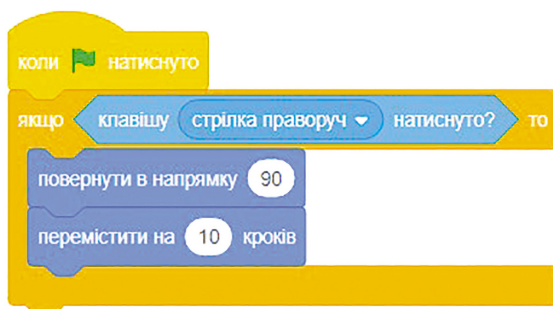 коли натиснуто
якщо клавішу стрілка праворуч натиснуто? то
повернути в напрямку 90
перемістити на 10 кроків